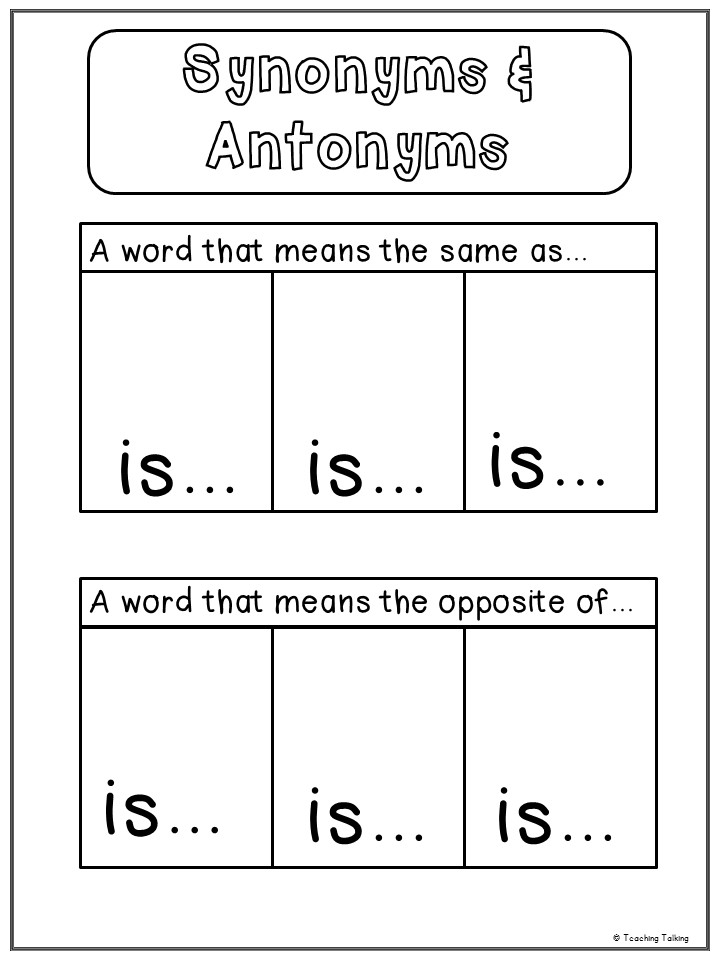 Synonyms &
Antonyms
A word that means the same as...
is... is... is...
A word that means the opposite of...
is... is... is...
© Teaching Talking